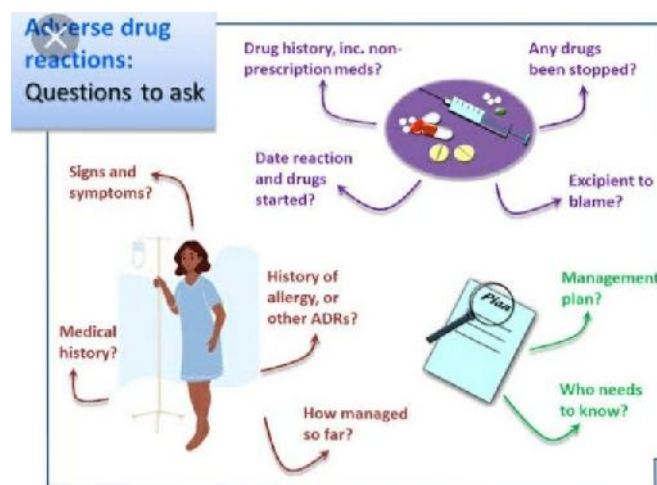 Adverse drug
reactions:
Questions to ask
Drug history, inc. non-
prescription meds?
Any drugs
been stopped?
Date reaction
and drugs
started?
Excipient to
blame?
Signs and
symptoms?
History of
allergy, or
other ADRs?
Medical
history?
How managed
so far?
Plan
Management
plan?
Who needs
to know?